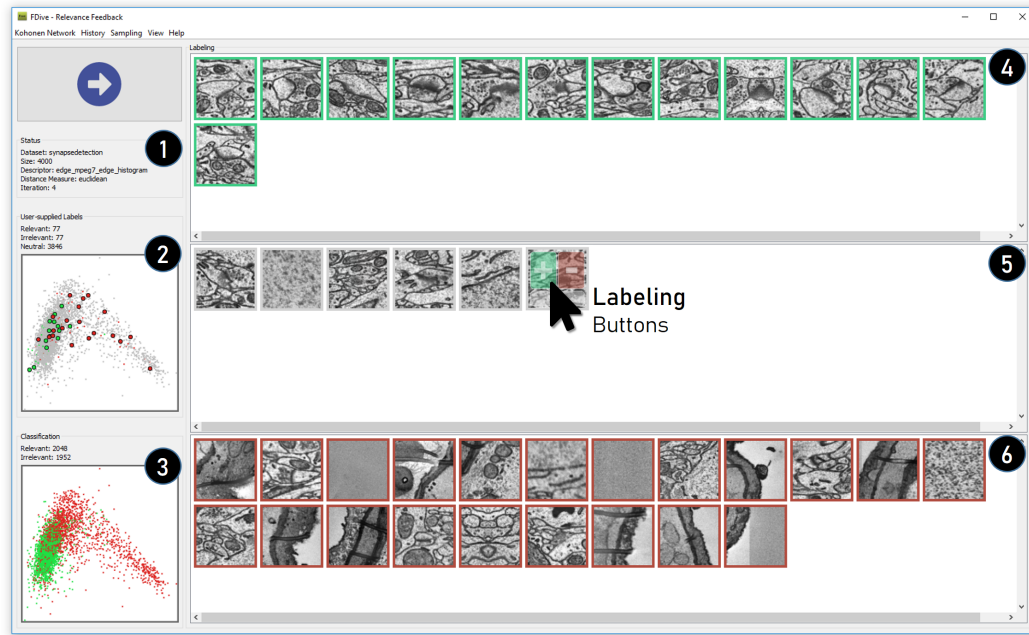 FDive - Relevance Feedback
Kohonen Network History Sampling View Help
Labeling
4
Status
1
Dataset: synapsedetection
Size: 4000
Descriptor: edge_mpeg7_edge_histogram
Distance Measure: euclidean
Iteration: 4
User-supplied Labels
Relevant: 77
Irrelevant: 77
Neutral: 3846
2
5
Labeling
Buttons
Classification
Relevant: 2048
Irrelevant: 1952
3
6